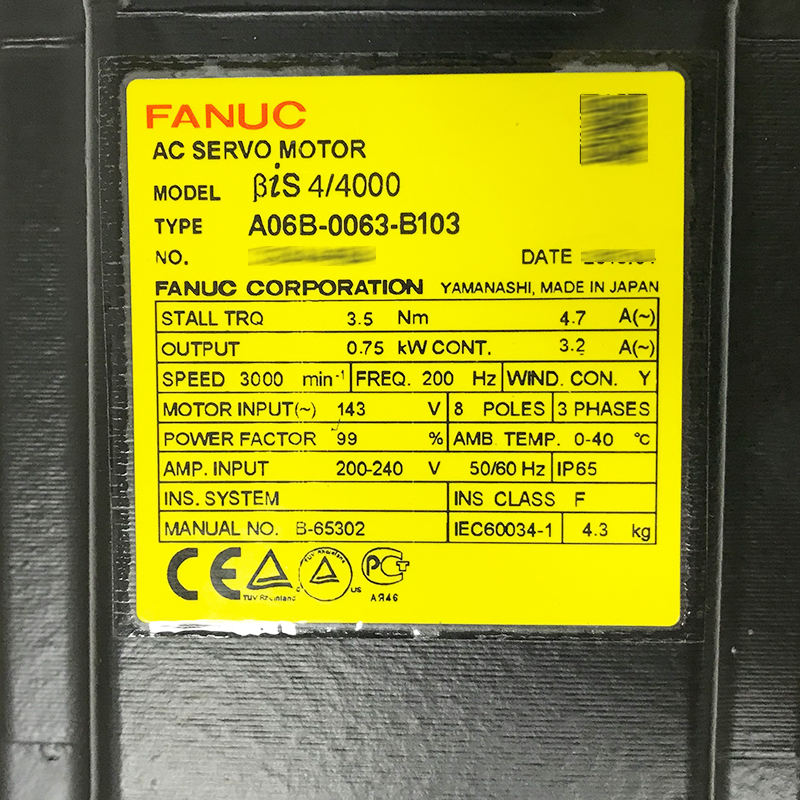 FANUC
AC SERVO MOTOR
MODEL βiS 4/4000
TYPE A06B-0063-B103
NO. DATE
FANUC CORPORATION YAMANASHI, MADE IN JAPAN
STALL TRQ 3.5 Nm 4.7 A(~)
OUTPUT 0.75 kW CONT. 3.2 A(~)
SPEED 3000 min⁻¹ FREQ. 200 Hz WIND. CON. Y
MOTOR INPUT(~) 143 V 8 POLES 3 PHASES
POWER FACTOR 99 % AMB. TEMP. 0-40 °C
AMP. INPUT 200-240 V 50/60 Hz IP65
INS. SYSTEM INS CLASS F
MANUAL NO. B-65302 IEC60034-1 4.3 kg
CE TUV Rheinland TUV Rheinland C US PCT
АЯ46